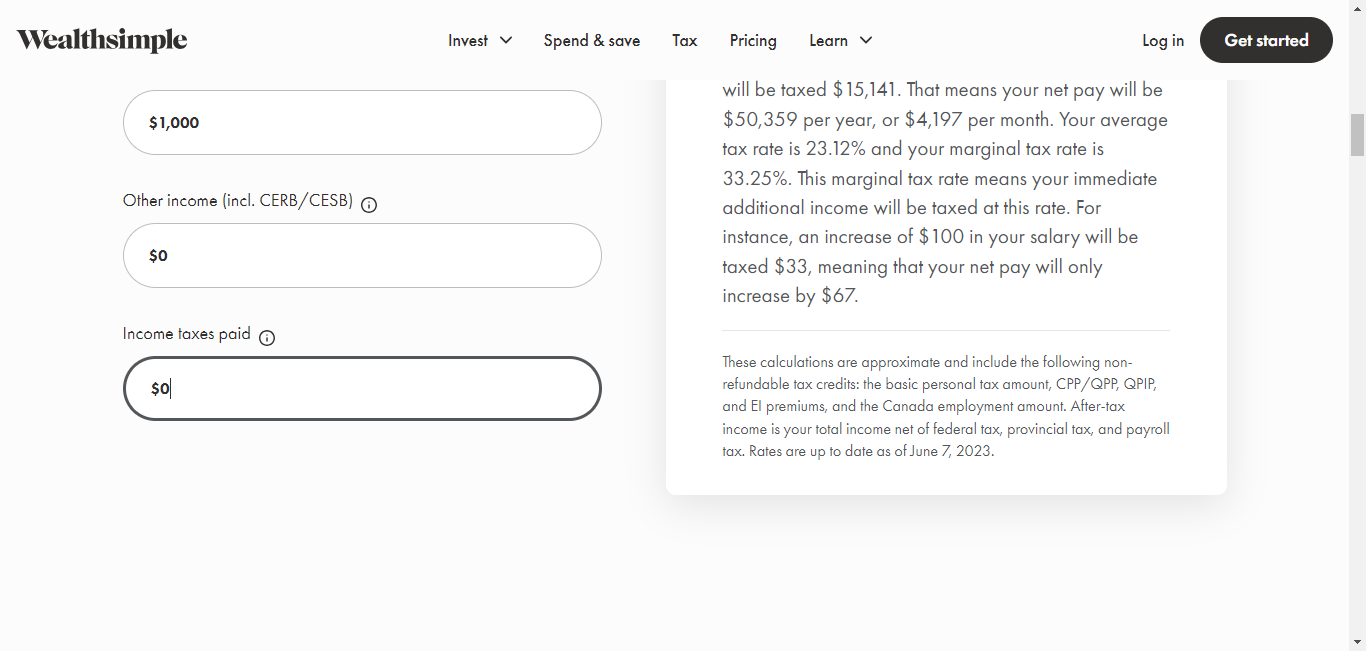 Wealthsimple
Invest
Spend & save
Tax
Pricing
Learn
Log in
Get started
$1,000
Other income (incl. CERB/CESB)
$0
Income taxes paid
$0
will be taxed $15,141. That means your net pay will be
$50,359 per year, or $4,197 per month. Your average
tax rate is 23.12% and your marginal tax rate is
33.25%. This marginal tax rate means your immediate
additional income will be taxed at this rate. For
instance, an increase of $100 in your salary will be
taxed $33, meaning that your net pay will only
increase by $67.
These calculations are approximate and include the following non-
refundable tax credits: the basic personal tax amount, CPP/QPP, QPIP,
and EI premiums, and the Canada employment amount. After-tax
income is your total income net of federal tax, provincial tax, and payroll
tax. Rates are up to date as of June 7, 2023.